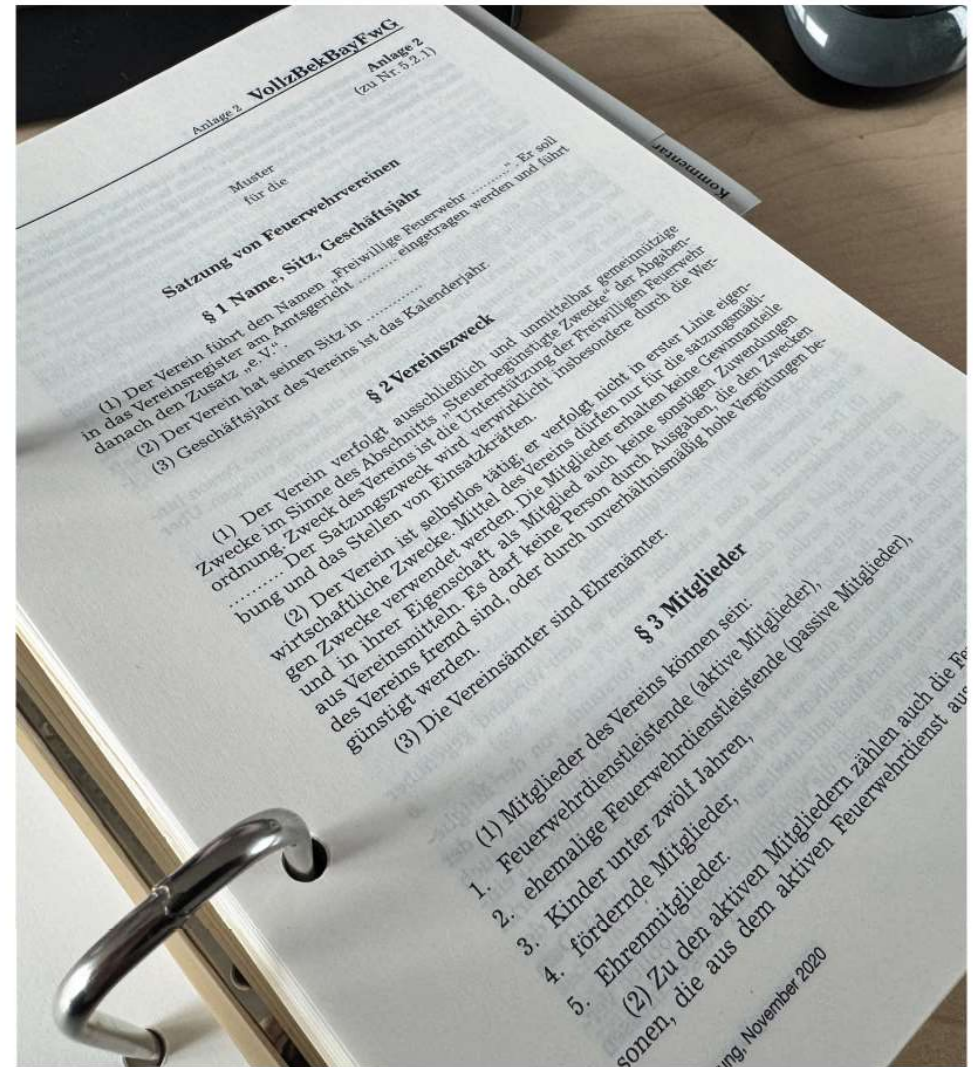 Anlage 2 VollzBekBayFwG
Anlage 2
(zu Nr. 5.2.1)
Kommentar
Muster
für die
Satzung von Feuerwehrvereinen
§ 1 Name, Sitz, Geschäftsjahr
(1) Der Verein führt den Namen „Freiwillige Feuerwehr ..........“. Er soll
in das Vereinsregister am Amtsgericht .......... eingetragen werden und führt
danach den Zusatz „e. V.“.
(2) Der Verein hat seinen Sitz in .............
(3) Geschäftsjahr des Vereins ist das Kalenderjahr.
§ 2 Vereinszweck
(1) Der Verein verfolgt ausschließlich und unmittelbar gemeinnützige
Zwecke im Sinne des Abschnitts „Steuerbegünstigte Zwecke“ der Abgaben-
ordnung. Zweck des Vereins ist die Unterstützung der Freiwilligen Feuerwehr
......... Der Satzungszweck wird verwirklicht insbesondere durch die Wer-
bung und das Stellen von Einsatzkräften.
(2) Der Verein ist selbstlos tätig; er verfolgt nicht in erster Linie eigen-
wirtschaftliche Zwecke. Mittel des Vereins dürfen nur für die satzungsmäßi-
gen Zwecke verwendet werden. Die Mitglieder erhalten keine Gewinnanteile
und in ihrer Eigenschaft als Mitglied auch keine sonstigen Zuwendungen
aus Vereinsmitteln. Es darf keine Person durch Ausgaben, die den Zwecken
des Vereins fremd sind, oder durch unverhältnismäßig hohe Vergütungen be-
günstigt werden.
(3) Die Vereinsämter sind Ehrenämter.
§ 3 Mitglieder
(1) Mitglieder des Vereins können sein:
1. Feuerwehrdienstleistende (aktive Mitglieder),
2. ehemalige Feuerwehrdienstleistende (passive Mitglieder),
3. Kinder unter zwölf Jahren,
4. fördernde Mitglieder,
5. Ehrenmitglieder.
(2) Zu den aktiven Mitgliedern zählen auch die
sonen, die aus dem aktiven Feuerwehrdienst
November 2020